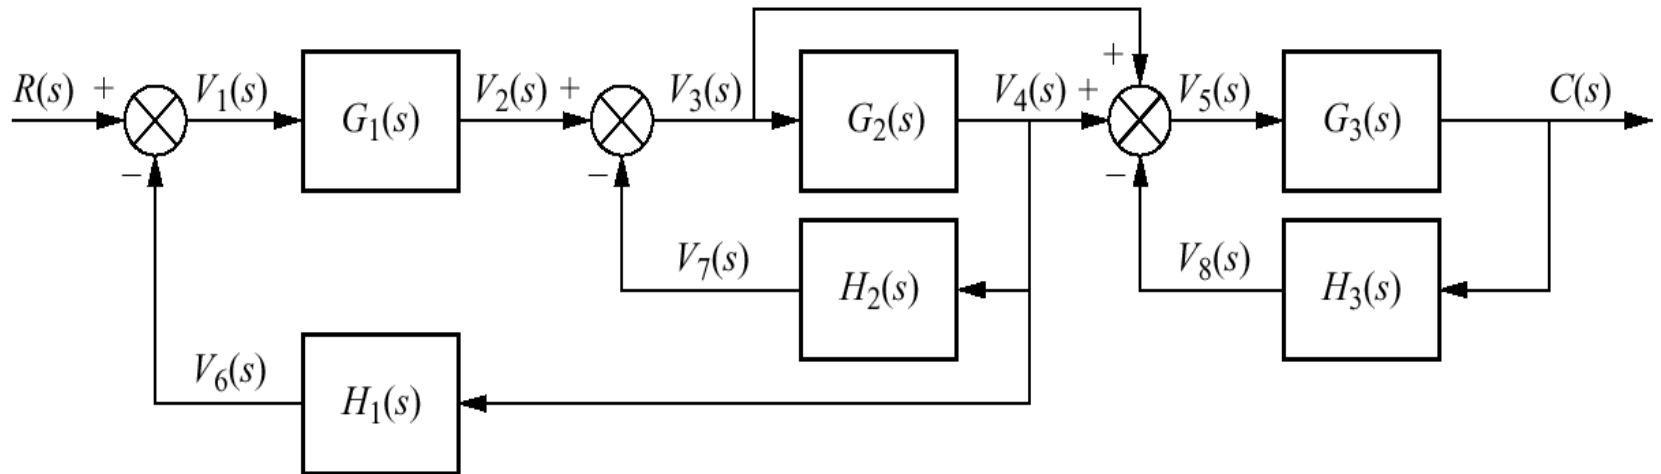 +
R(s) + V₁(s) G₁(s) V₂(s) + V₃(s) G₂(s) V₄(s) + V₅(s) G₃(s) C(s)
− − −
V₇(s) H₂(s) V₈(s) H₃(s)
V₆(s) H₁(s)